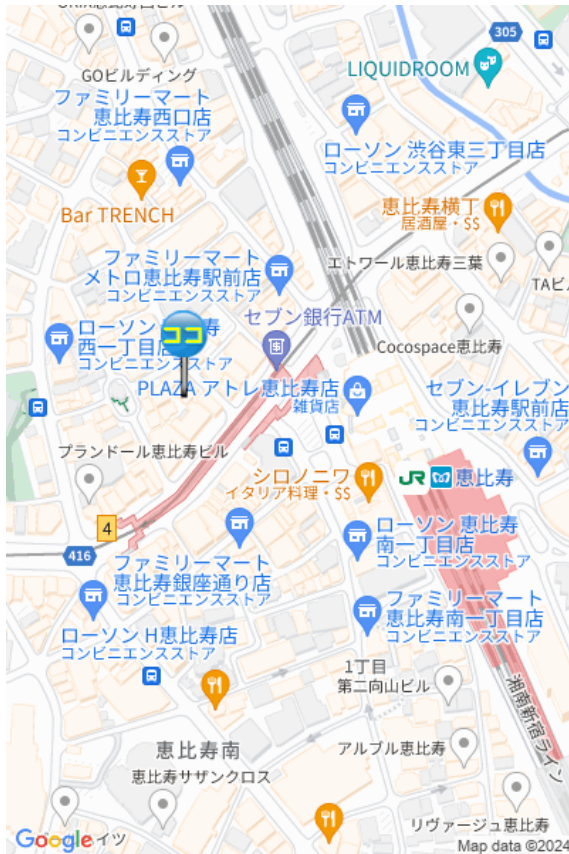 305
GOビルディング
LIQUIDROOM
ファミリーマート
恵比寿西口店
コンビニエンスストア
ローソン 渋谷東三丁目店
コンビニエンスストア
Bar TRENCH
恵比寿横丁
居酒屋・$$
ファミリーマート
メトロ恵比寿駅前店
コンビニエンスストア
エトワール恵比寿三葉
TAビ
セブン銀行ATM
ローソン
寿
西一丁目店
コンビニエンスストア
ココ
Cocospace恵比寿
PLAZA アトレ恵比寿店
雑貨店
セブン-イレブン
恵比寿駅前店
コンビニエンスストア
プランドール恵比寿ビル
シロノニワ
イタリア料理・$$
JR 恵比寿
4
416
ローソン 恵比寿
南一丁目店
コンビニエンスストア
ファミリーマート
恵比寿銀座通り店
コンビニエンスストア
ファミリーマート
恵比寿南一丁目店
コンビニエンスストア
ローソン H恵比寿店
コンビニエンスストア
1丁目
第二向山ビル
湘南新宿ライン
恵比寿南
アルブル恵比寿
恵比寿サザンクロス
リヴァージュ恵比寿
Google
イツ
Map data ©2024